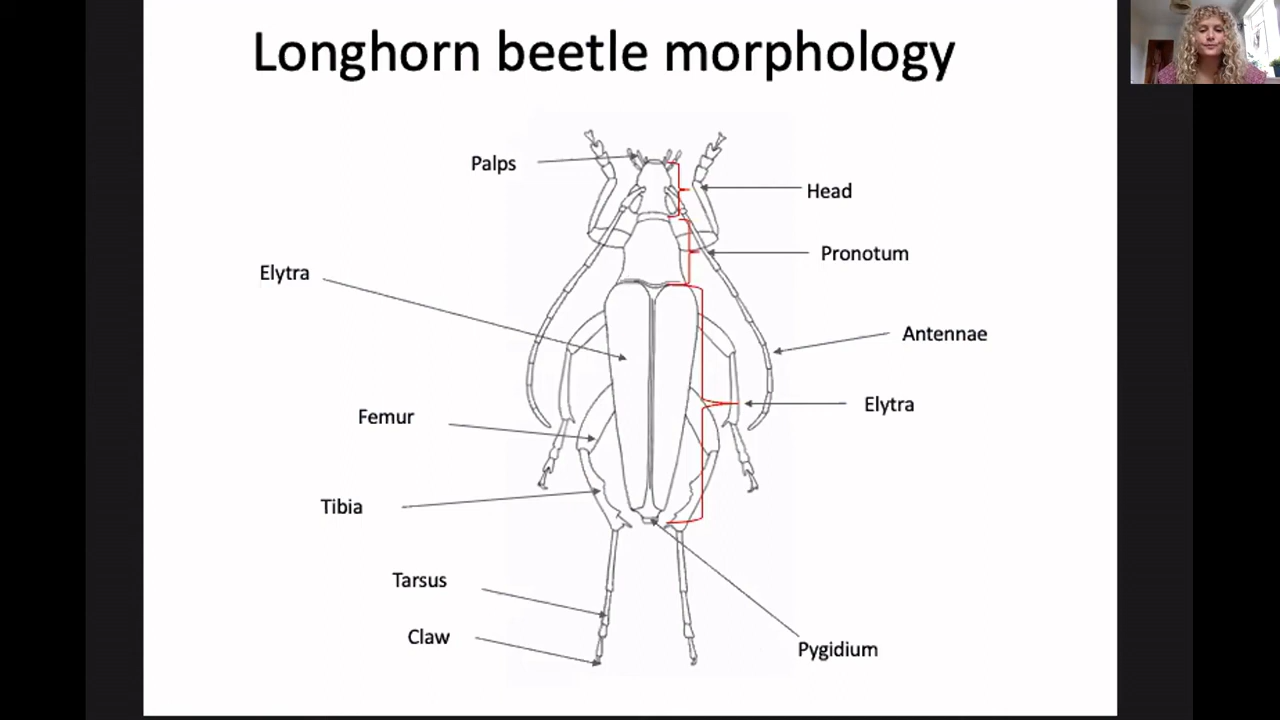 Longhorn beetle morphology
Palps
Head
Pronotum
Elytra
Antennae
Elytra
Femur
Tibia
Tarsus
Claw
Pygidium